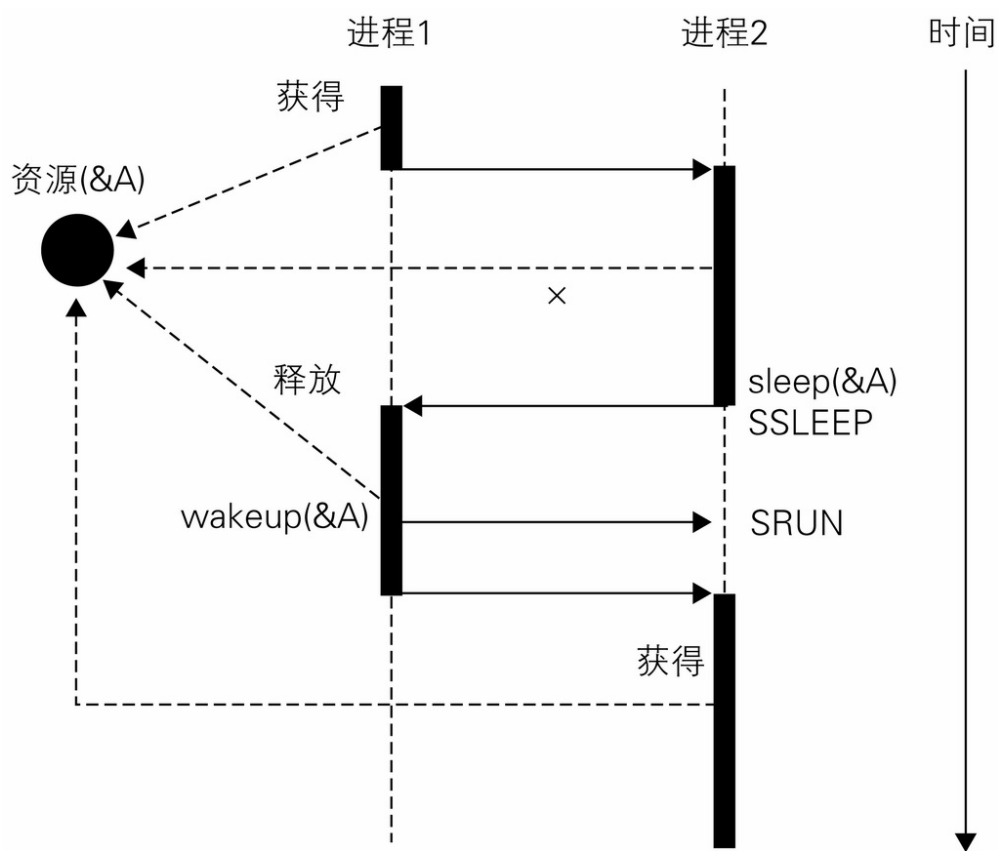 进程1
进程2
时间
获得
资源(&A)
×
释放
sleep(&A)
SSLEEP
wakeup(&A)
SRUN
获得